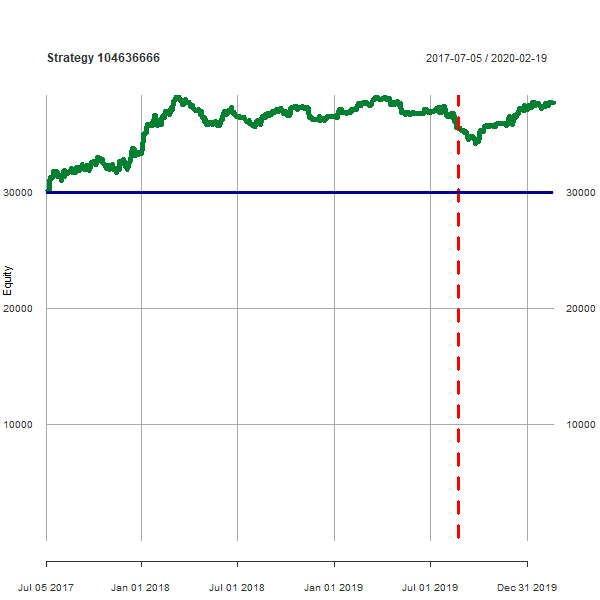 Strategy 104636666
2017-07-05 / 2020-02-19
30000
30000
Equity
20000
20000
10000
10000
Jul 05 2017
Jan 01 2018
Jul 01 2018
Jan 01 2019
Jul 01 2019
Dec 31 2019